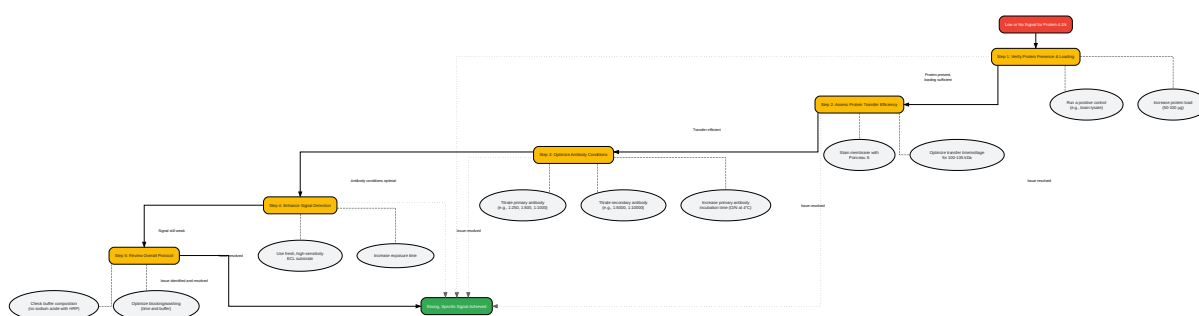 Low or No Signal for Protein 4.1N
Step 1: Verify Protein Presence & Loading
Protein present,
loading sufficient
Run a positive control
(e.g., brain lysate)
Increase protein load
(50-100 µg)
Step 2: Assess Protein Transfer Efficiency
Transfer efficient
Stain membrane with
Ponceau S
Optimize transfer time/voltage
for 100-135 kDa
Step 3: Optimize Antibody Conditions
Antibody conditions optimal
Issue resolved
Titrate primary antibody
(e.g., 1:250, 1:500, 1:1000)
Titrate secondary antibody
(e.g., 1:5000, 1:10000)
Increase primary antibody
incubation time (O/N at 4°C)
Issue resolved
Step 4: Enhance Signal Detection
Signal still weak
Issue resolved
Use fresh, high-sensitivity
ECL substrate
Increase exposure time
Issue resolved
Step 5: Review Overall Protocol
Issue identified and resolved
Check buffer composition
(no sodium azide with HRP)
Optimize blocking/washing
(time and buffer)
Strong, Specific Signal Achieved